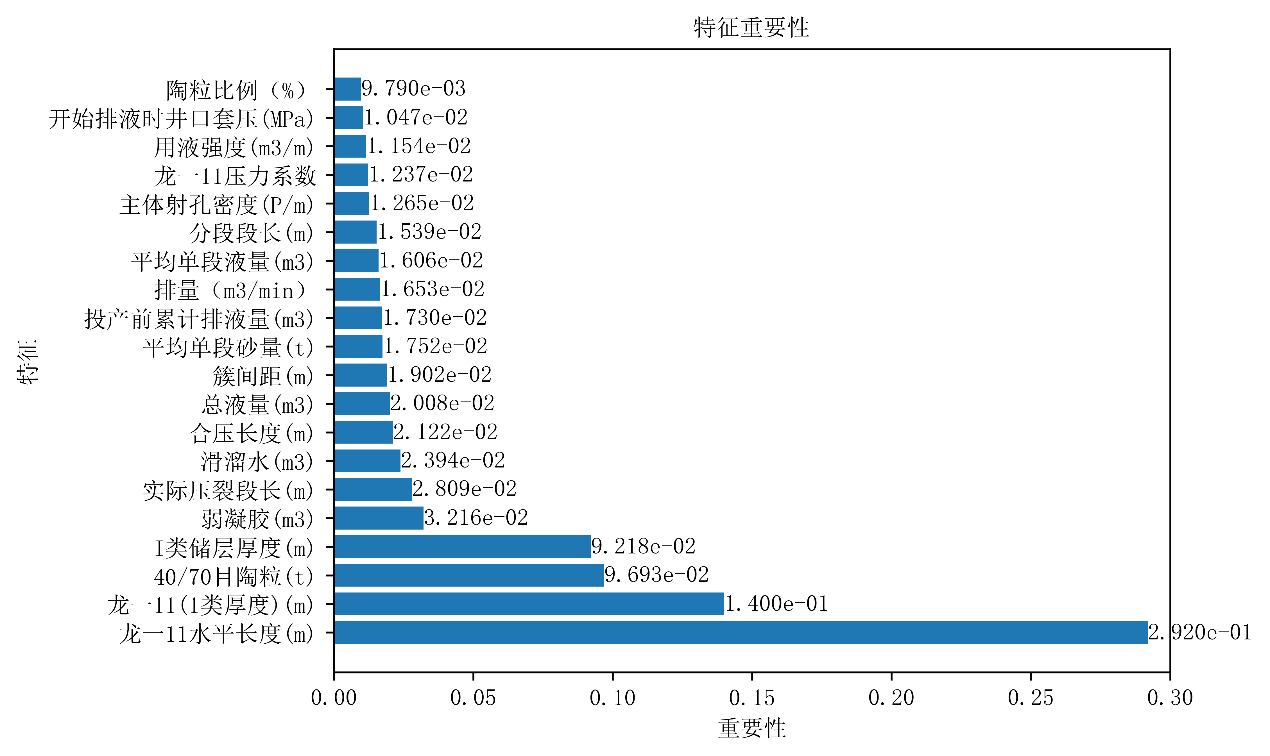 特征重要性
陶粒比例（%） 9.790e-03
开始排液时井口套压(MPa) 1.047e-02
用液强度(m3/m) 1.154e-02
龙一11压力系数 1.237e-02
主体射孔密度(P/m) 1.265e-02
分段段长(m) 1.539e-02
平均单段液量(m3) 1.606e-02
排量（m3/min） 1.653e-02
投产前累计排液量(m3) 1.730e-02
平均单段砂量(t) 1.752e-02
簇间距(m) 1.902e-02
总液量(m3) 2.008e-02
合压长度(m) 2.122e-02
滑溜水(m3) 2.394e-02
实际压裂段长(m) 2.809e-02
弱凝胶(m3) 3.216e-02
I类储层厚度(m) 9.218e-02
40/70目陶粒(t) 9.693e-02
龙一11(1类厚度)(m) 1.400e-01
龙一11水平长度(m) 2.920e-01
特征
0.00 0.05 0.10 0.15 0.20 0.25 0.30
重要性